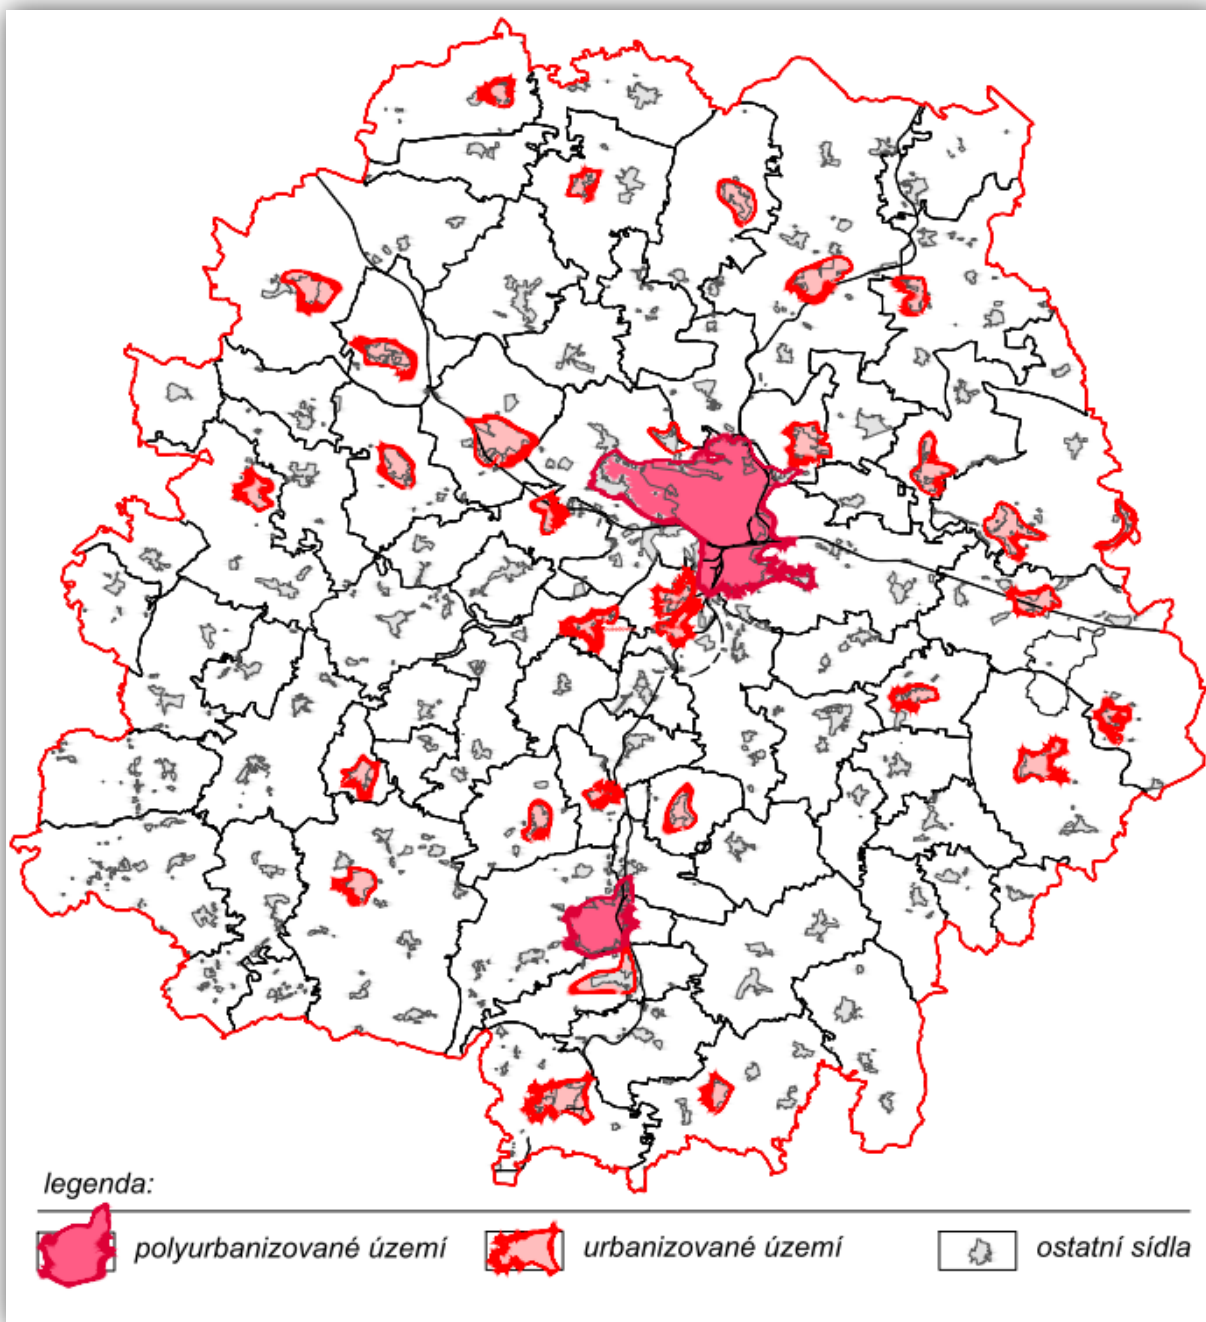 legenda:
polyurbanizované území
urbanizované území
ostatní sídla